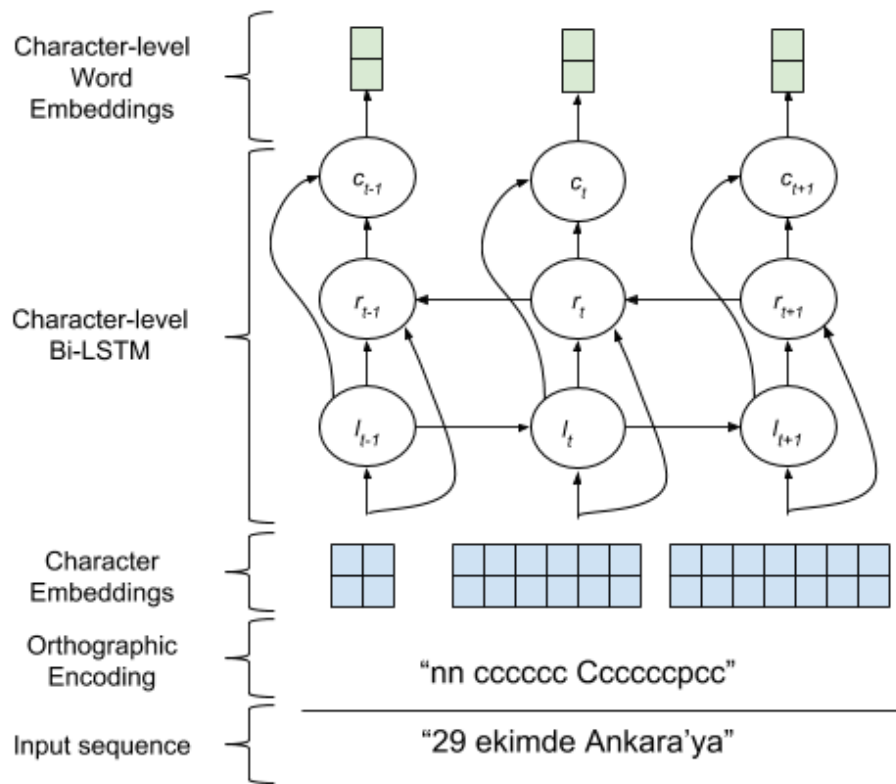 Character-level
Word
Embeddings
c_{t-1}
c_t
c_{t+1}
Character-level
Bi-LSTM
r_{t-1}
r_t
r_{t+1}
l_{t-1}
l_t
l_{t+1}
Character
Embeddings
Orthographic
Encoding
“nn cccccc Ccccccpcc”
Input sequence
“29 ekimde Ankara’ya”